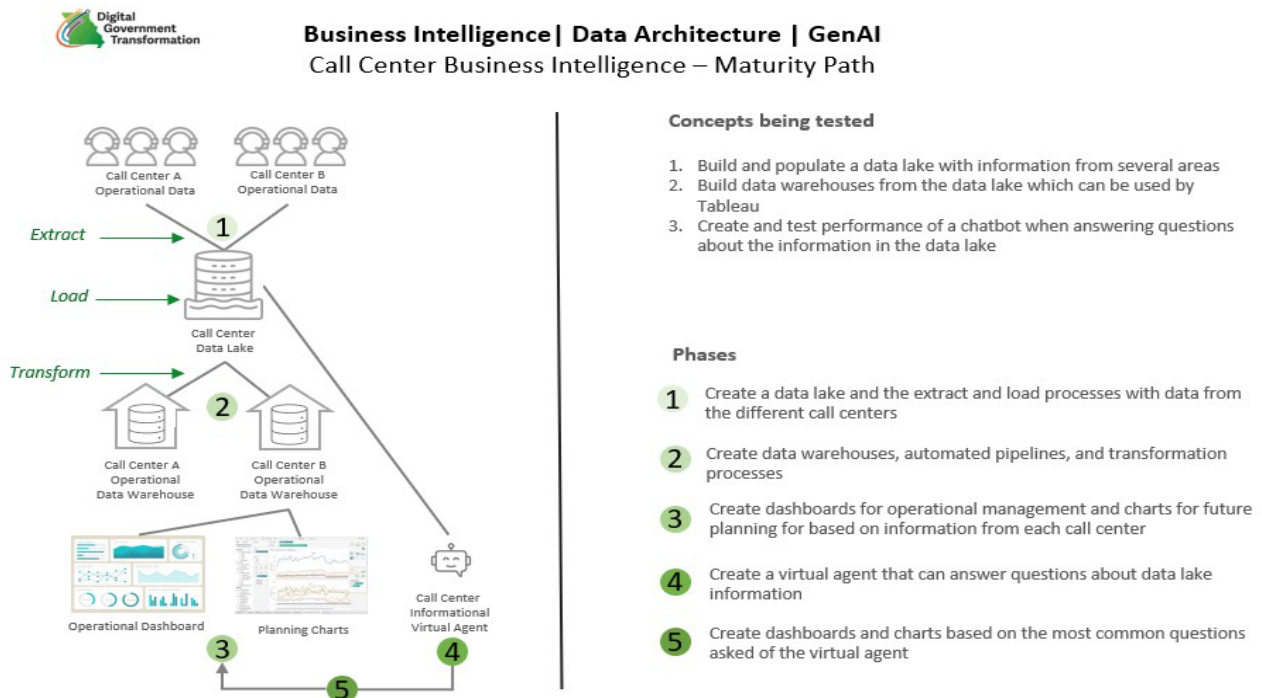 Digital
Government
Transformation
Business Intelligence| Data Architecture | GenAI
Call Center Business Intelligence – Maturity Path
Call Center A
Operational Data
Call Center B
Operational Data
Extract
1
Load
Call Center
Data Lake
Transform
2
Call Center A
Operational
Data Warehouse
Call Center B
Operational
Data Warehouse
Operational Dashboard
Planning Charts
Call Center
Informational
Virtual Agent
3
4
5
Concepts being tested
1. Build and populate a data lake with information from several areas
2. Build data warehouses from the data lake which can be used by
Tableau
3. Create and test performance of a chatbot when answering questions
about the information in the data lake
Phases
1 Create a data lake and the extract and load processes with data from
the different call centers
2 Create data warehouses, automated pipelines, and transformation
processes
3 Create dashboards for operational management and charts for future
planning for based on information from each call center
4 Create a virtual agent that can answer questions about data lake
information
5 Create dashboards and charts based on the most common questions
asked of the virtual agent